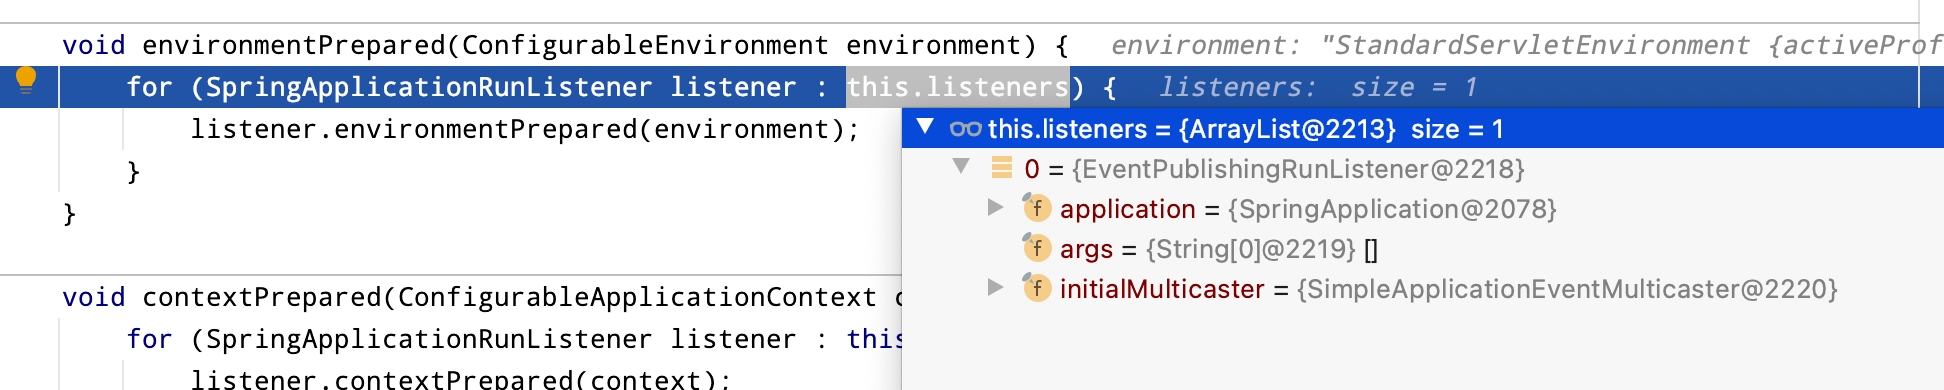 void environmentPrepared(ConfigurableEnvironment environment) { environment: "StandardServletEnvironment {activeProf
for (SpringApplicationRunListener listener : this.listeners) { listeners: size = 1
this.listeners = {ArrayList@2213} size = 1
listener.environmentPrepared(environment);
0 = {EventPublishingRunListener@2218}
}
f application = {SpringApplication@2078}
}
f args = {String[0]@2219} []
void contextPrepared(ConfigurableApplicationContext c
f initialMulticaster = {SimpleApplicationEventMulticaster@2220}
for (SpringApplicationRunListener listener : this
listener.contextPrepared(context);